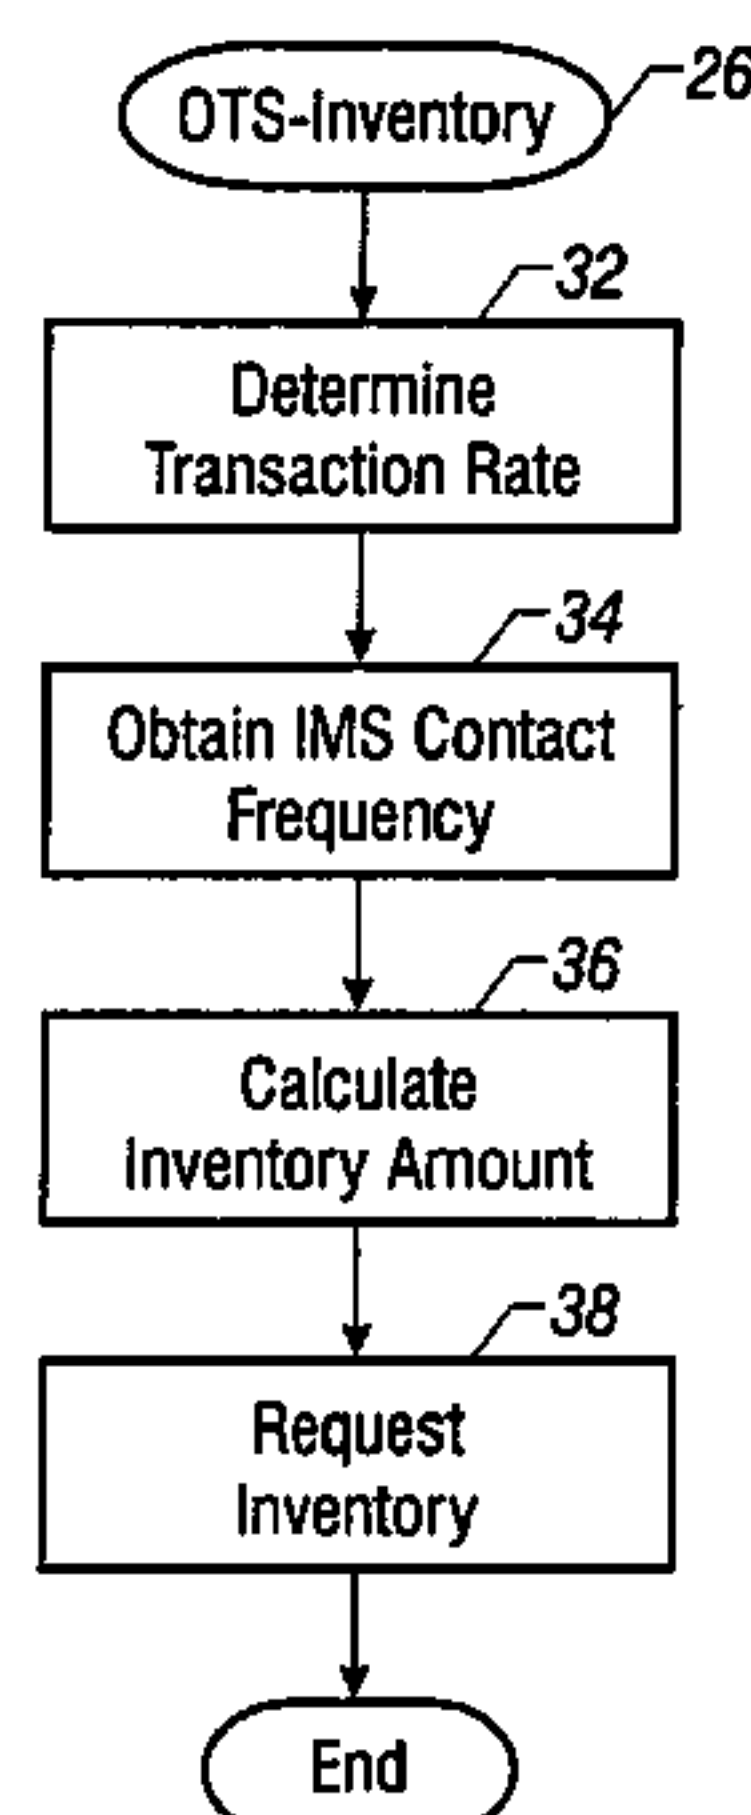 OTS-Inventory
26
32
Determine
Transaction Rate
34
Obtain IMS Contact
Frequency
36
Calculate
Inventory Amount
38
Request
Inventory
End